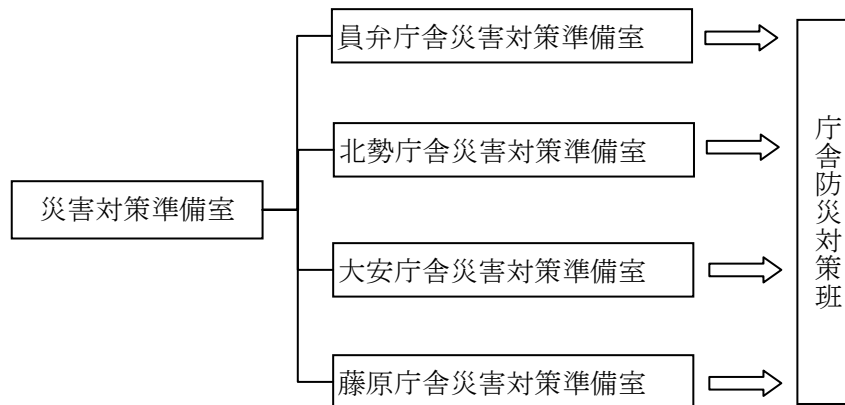 災害対策準備室
員弁庁舎災害対策準備室
北勢庁舎災害対策準備室
大安庁舎災害対策準備室
藤原庁舎災害対策準備室
庁舎防災対策班